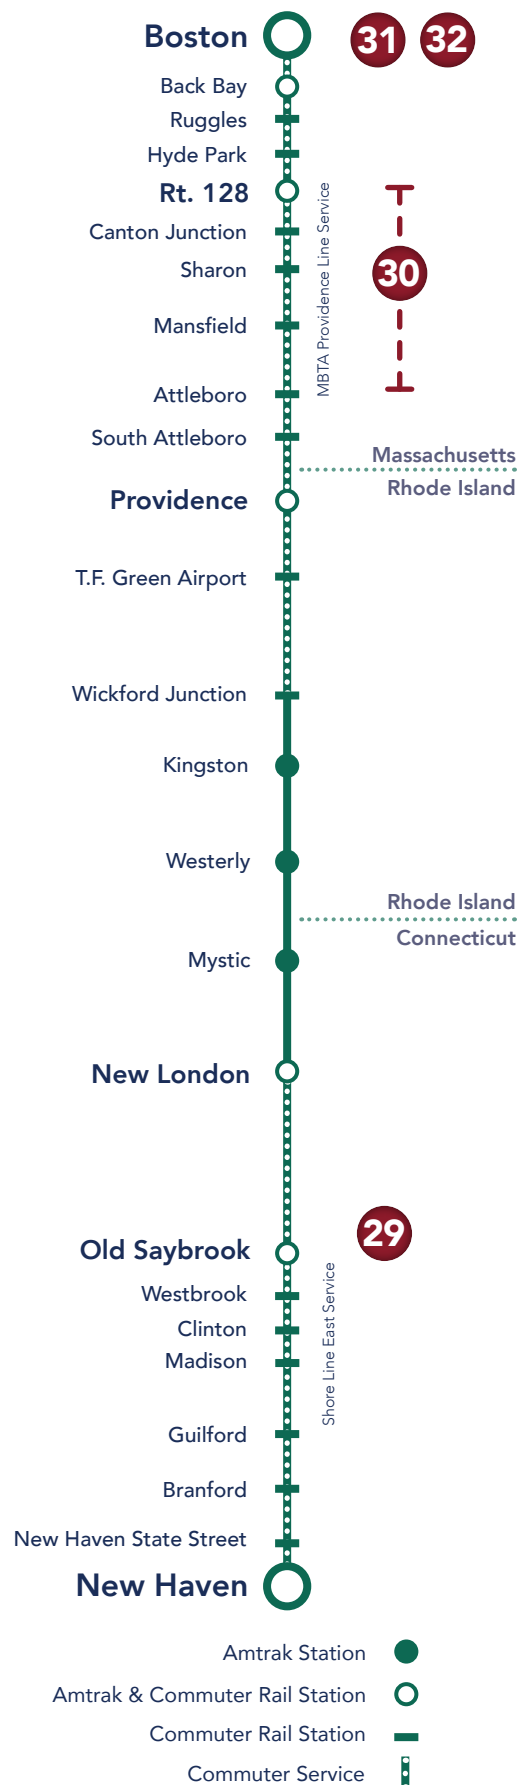 Boston
31 32
Back Bay
Ruggles
Hyde Park
Rt. 128
Canton Junction
Sharon
MBTA Providence Line Service
30
Mansfield
Attleboro
South Attleboro
Massachusetts
Rhode Island
Providence
T.F. Green Airport
Wickford Junction
Kingston
Westerly
Rhode Island
Connecticut
Mystic
New London
29
Old Saybrook
Westbrook
Clinton
Madison
Shore Line East Service
Guilford
Branford
New Haven State Street
New Haven
Amtrak Station
Amtrak & Commuter Rail Station
Commuter Rail Station
Commuter Service